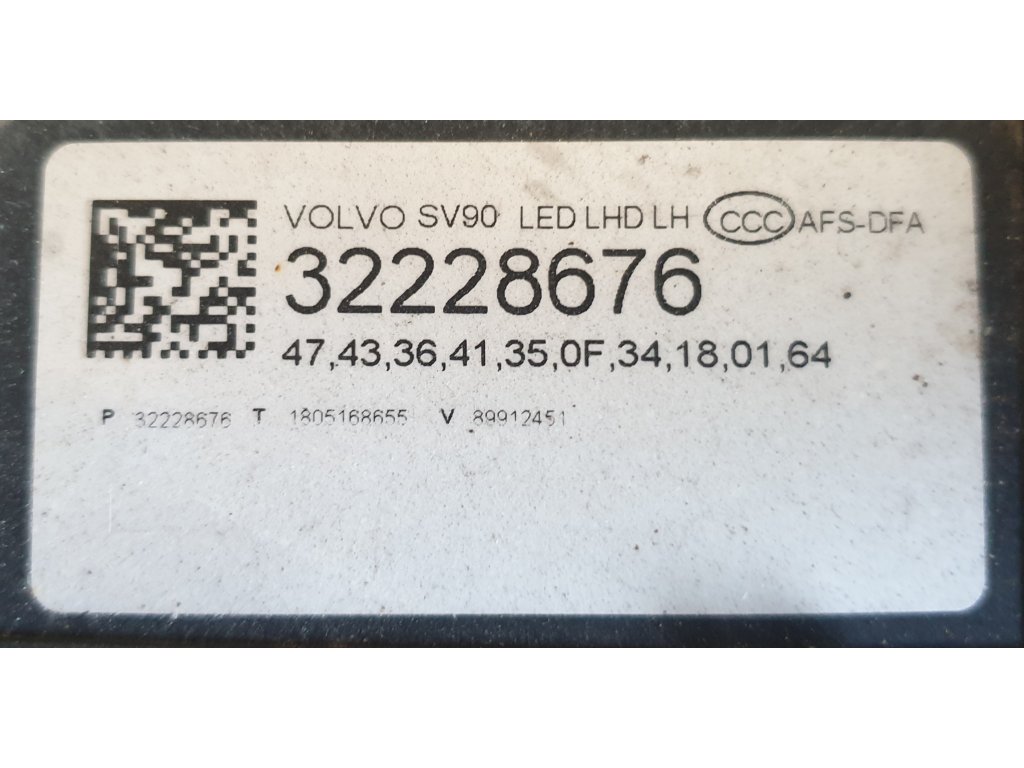 VOLVO SV90 LED LHD LH CCC AFS-DFA
32228676
47,43,36,41,35,0F,34,18,01,64
P 32228676 T 1805168655 V 89912451